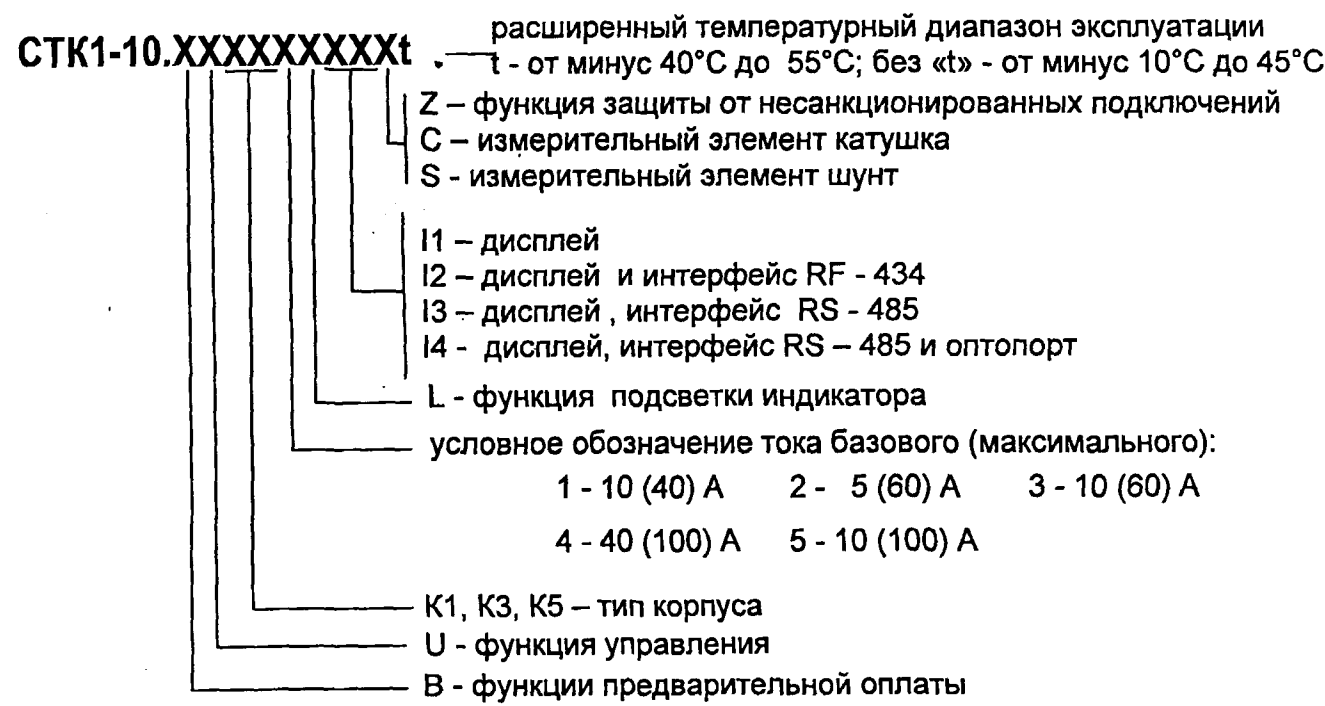 расширенный температурный диапазон эксплуатации
СТК1-10.XXXXXXXXXt . t - от минус 40°С до 55°С; без «t» - от минус 10°С до 45°С
Z – функция защиты от несанкционированных подключений
С – измерительный элемент катушка
S - измерительный элемент шунт
I1 – дисплей
I2 – дисплей и интерфейс RF - 434
I3 – дисплей , интерфейс RS - 485
I4 - дисплей, интерфейс RS – 485 и оптопорт
L - функция подсветки индикатора
условное обозначение тока базового (максимального):
1 - 10 (40) А 2 - 5 (60) А 3 - 10 (60) А
4 - 40 (100) А 5 - 10 (100) А
К1, К3, К5 – тип корпуса
U - функция управления
В - функции предварительной оплаты